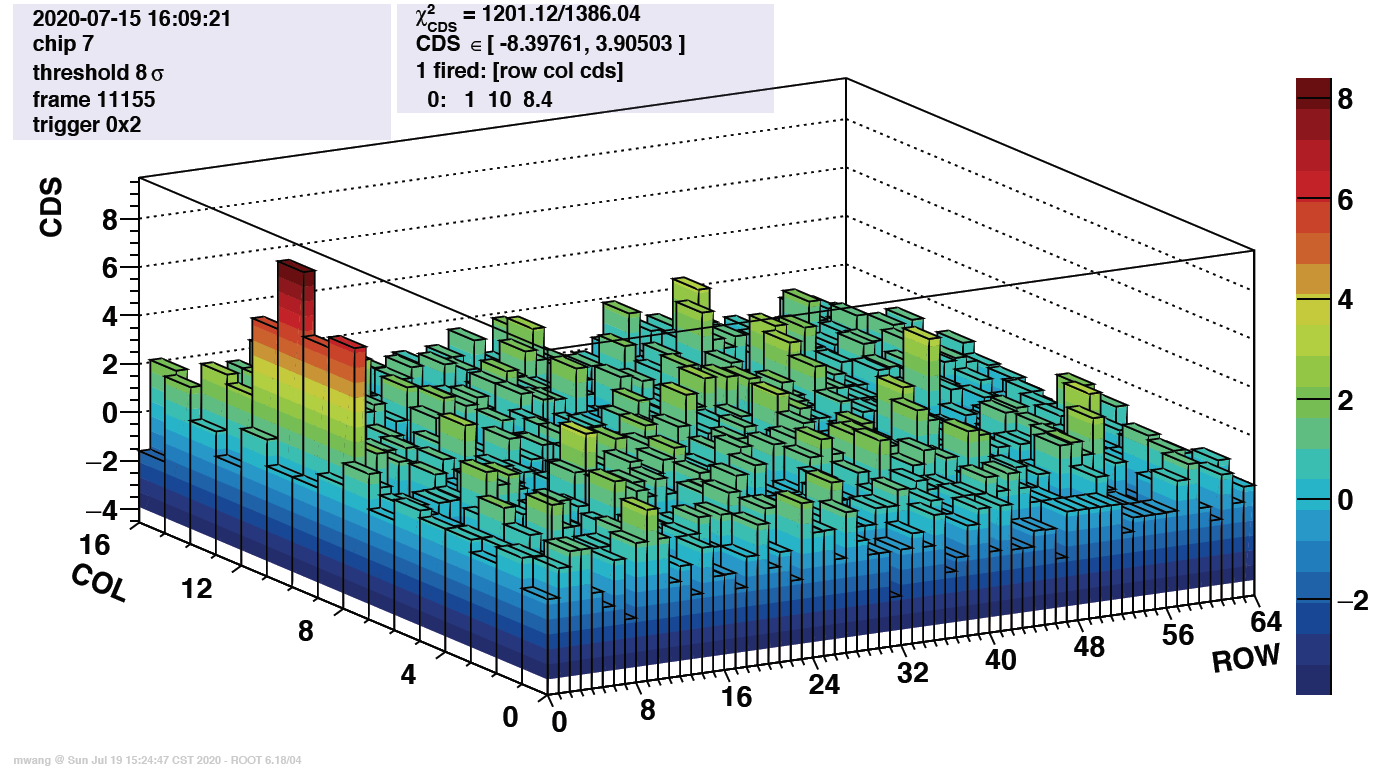 2020-07-15 16:09:21
chip 7
threshold 8 σ
frame 11155
trigger 0x2
χ²CDS = 1201.12/1386.04
CDS ∈ [ -8.39761, 3.90503 ]
1 fired: [row col cds]
0: 1 10 8.4
CDS
8
6
4
2
0
−2
−4
16
COL
12
8
4
0
0
8
16
24
32
40
48
56
64
ROW
8
6
4
2
0
−2
mwang @ Sun Jul 19 15:24:47 CST 2020 - ROOT 6.18/04